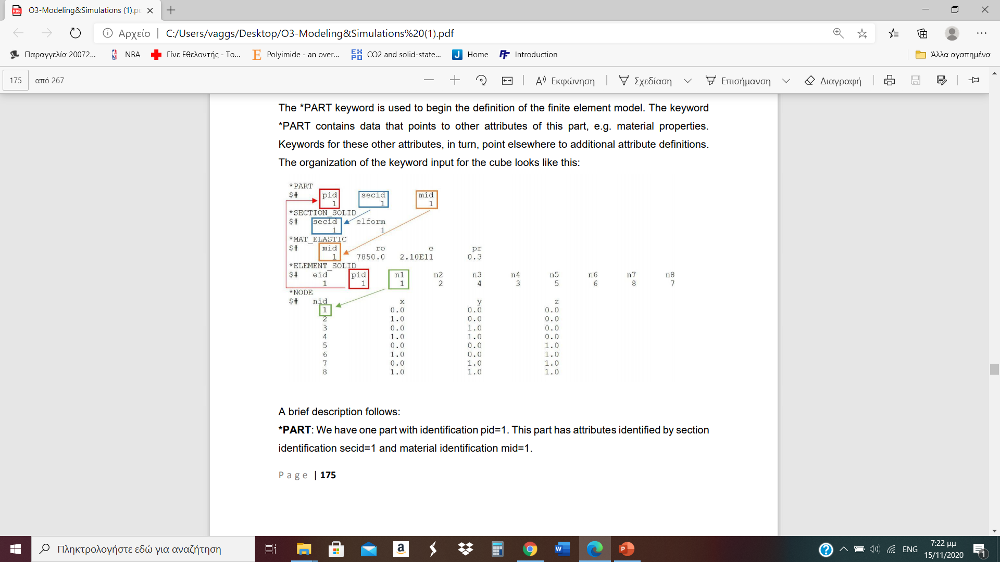 O3-Modeling&Simulations (1).pd
Αρχείο | C:/Users/vaggs/Desktop/O3-Modeling&Simulations%20(1).pdf
Παραγγελία 20072... NBA Γίνε Εθελοντής - Το... Polyimide - an over... CO2 and solid-state... Home Introduction Άλλα αγαπημένα
175 από 267 Εκφώνηση Σχεδίαση Επισήμανση Διαγραφή
The *PART keyword is used to begin the definition of the finite element model. The keyword
*PART contains data that points to other attributes of this part, e.g. material properties.
Keywords for these other attributes, in turn, point elsewhere to additional attribute definitions.
The organization of the keyword input for the cube looks like this:
*PART
$# pid secid mid
1 1 1
*SECTION_SOLID
$# secid elform
1 1
*MAT_ELASTIC
$# mid ro e pr
1 7850.0 2.10E11 0.3
*ELEMENT_SOLID
$# eid pid n1 n2 n3 n4 n5 n6 n7 n8
1 1 1 2 4 3 5 6 8 7
*NODE
$# nid x y z
1 0.0 0.0 0.0
2 1.0 0.0 0.0
3 0.0 1.0 0.0
4 1.0 1.0 0.0
5 0.0 0.0 1.0
6 1.0 0.0 1.0
7 0.0 1.0 1.0
8 1.0 1.0 1.0
A brief description follows:
*PART: We have one part with identification pid=1. This part has attributes identified by section
identification secid=1 and material identification mid=1.
Page | 175
Πληκτρολογήστε εδώ για αναζήτηση
ENG
7:22 μμ
15/11/2020
1